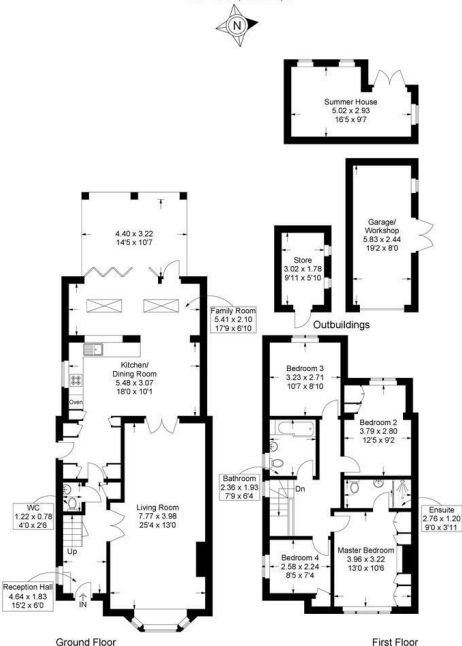 N
Summer House
5.02 x 2.93
16'5 x 9'7
Garage/
Workshop
5.83 x 2.44
19'2 x 8'0
4.40 x 3.22
14'5 x 10'7
Store
3.02 x 1.78
9'11 x 5'10
Family Room
5.41 x 2.10
17'9 x 6'10
Outbuildings
Kitchen/
Dining Room
5.48 x 3.07
18'0 x 10'1
Oven
Bedroom 3
3.23 x 2.71
10'7 x 8'10
Bedroom 2
3.79 x 2.80
12'5 x 9'2
Bathroom
2.36 x 1.93
7'9 x 6'4
Dn
WC
1.22 x 0.78
4'0 x 2'6
Living Room
7.77 x 3.98
25'4 x 13'0
Ensuite
2.76 x 1.20
9'0 x 3'11
Up
Master Bedroom
3.96 x 3.22
13'0 x 10'6
Bedroom 4
2.58 x 2.24
8'5 x 7'4
Reception Hall
4.64 x 1.83
15'2 x 6'0
IN
Ground Floor
First Floor